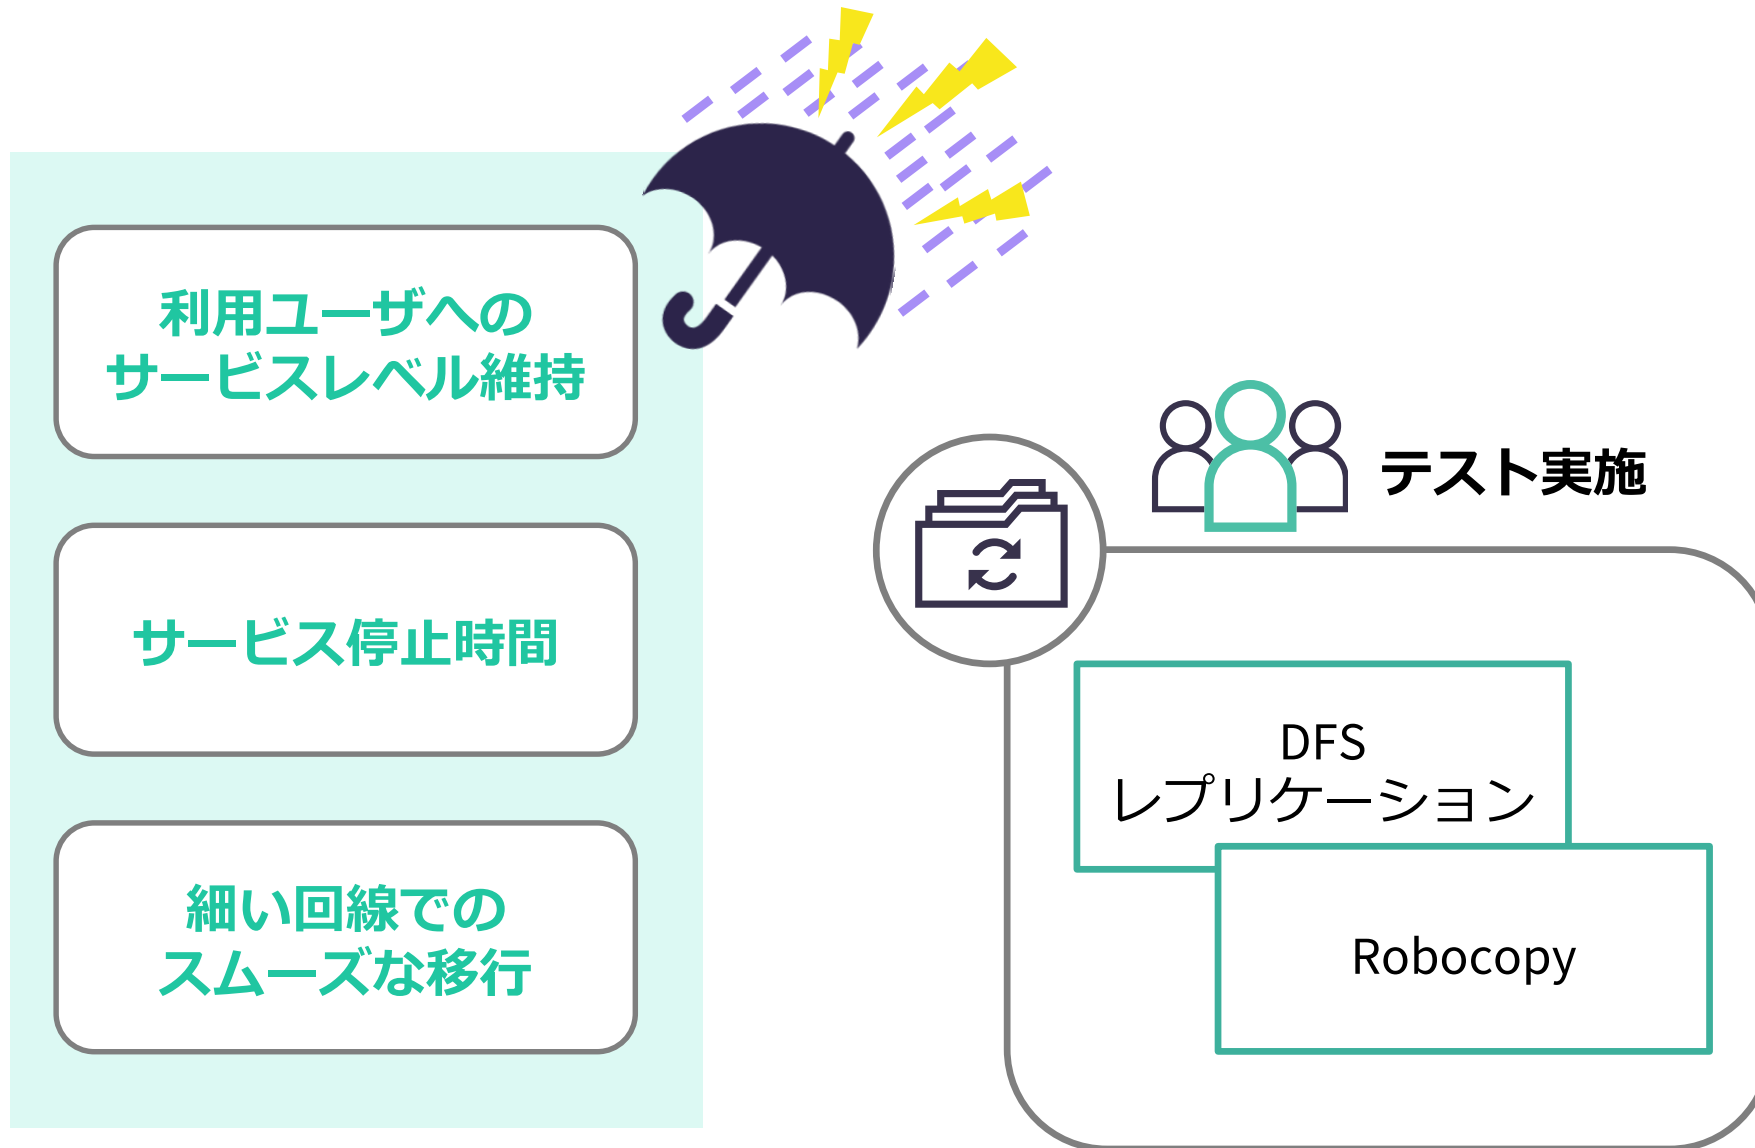 利用ユーザへの
サービスレベル維持
サービス停止時間
細い回線での
スムーズな移行
テスト実施
DFS
レプリケーション
Robocopy